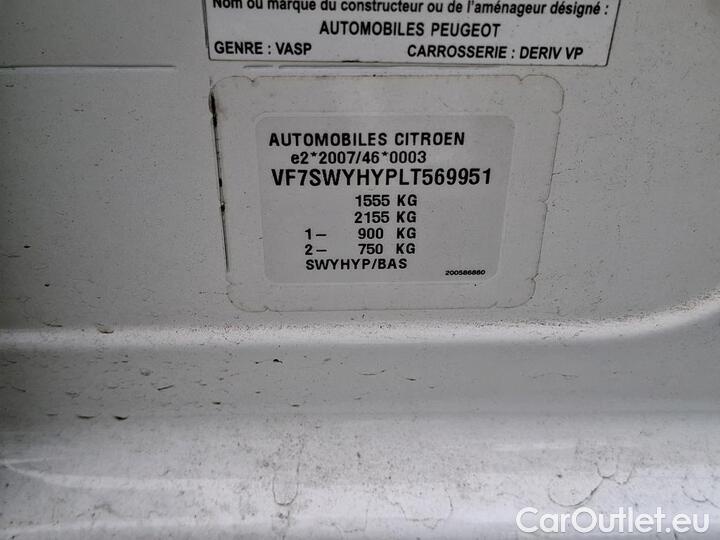 Nom ou marque du constructeur ou de l'aménageur désigné :
AUTOMOBILES PEUGEOT
GENRE : VASP CARROSSERIE : DERIV VP
AUTOMOBILES CITROEN
e2*2007/46*0003
VF7SWYHYPLT569951
1555 KG
2155 KG
1– 900 KG
2– 750 KG
SWYHYP/BAS
200586860
CarOutlet.eu